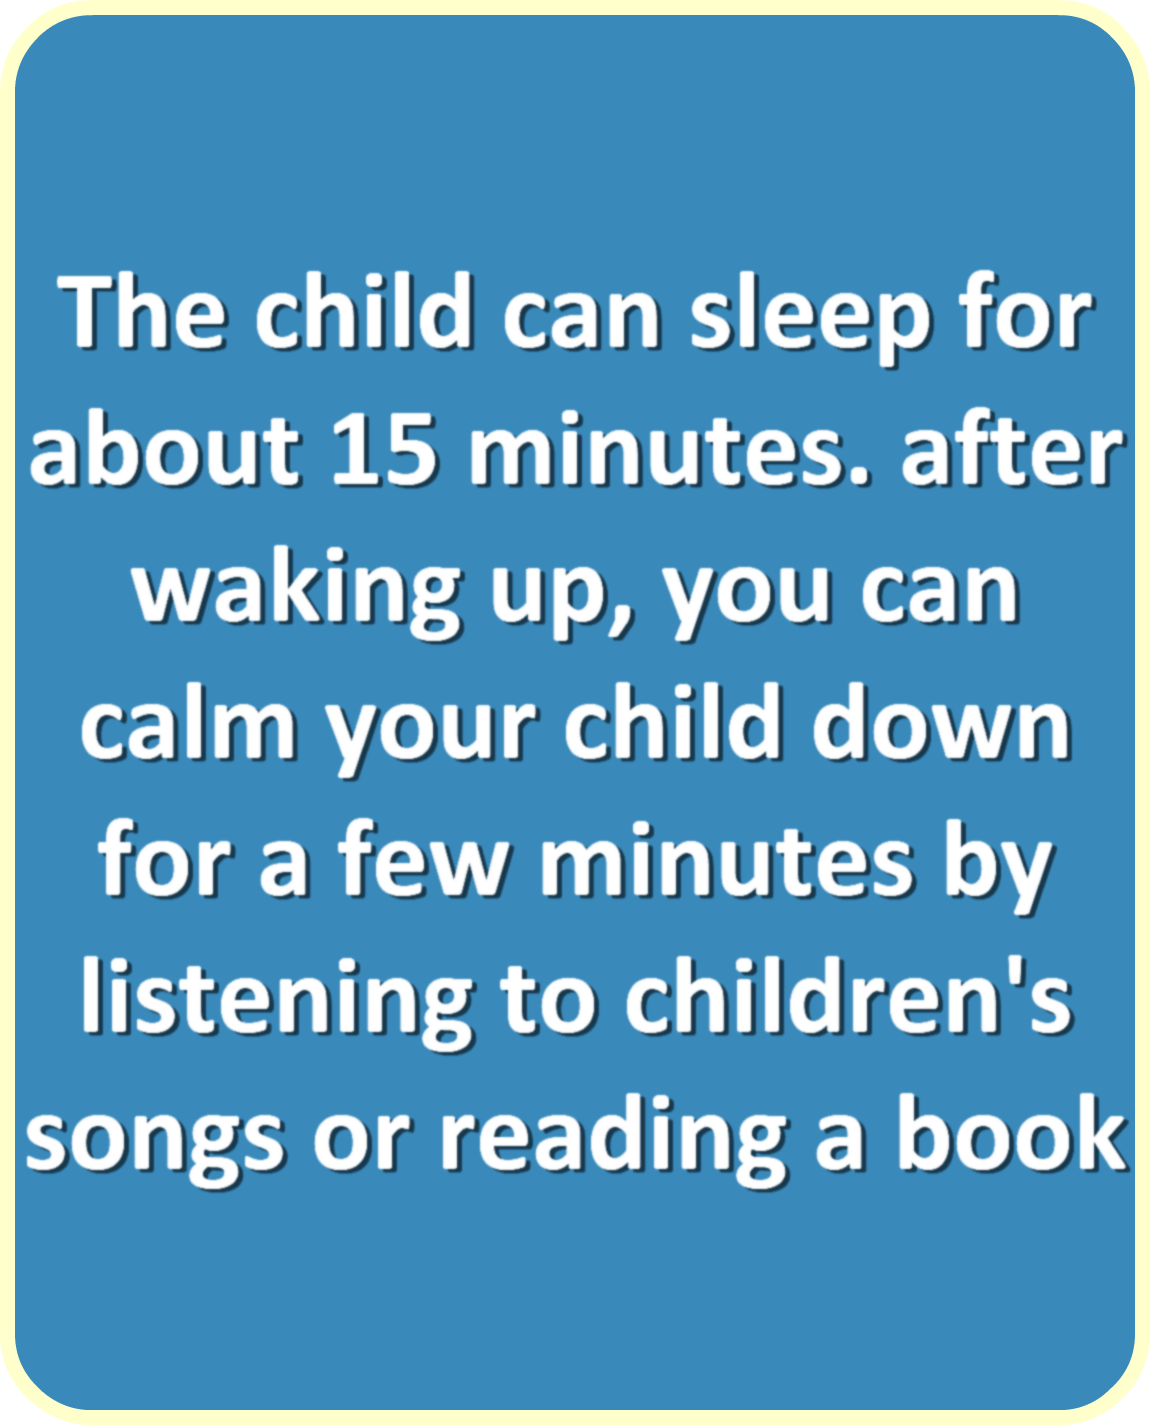 The child can sleep for
about 15 minutes. after
waking up, you can
calm your child down
for a few minutes by
listening to children's
songs or reading a book